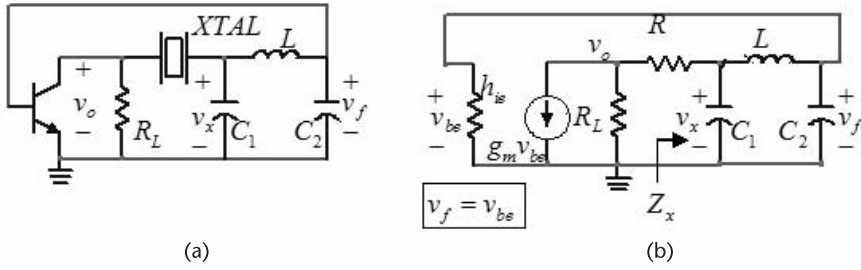 XTAL
L
+
+
+
v_o
R_L
v_x
C_1
C_2
v_f
−
−
−
(a)
R
L
v_o
h_ie
+
+
+
v_be
R_L
v_x
C_1
C_2
v_f
−
−
−
g_m v_be
v_f = v_be
Z_x
(b)